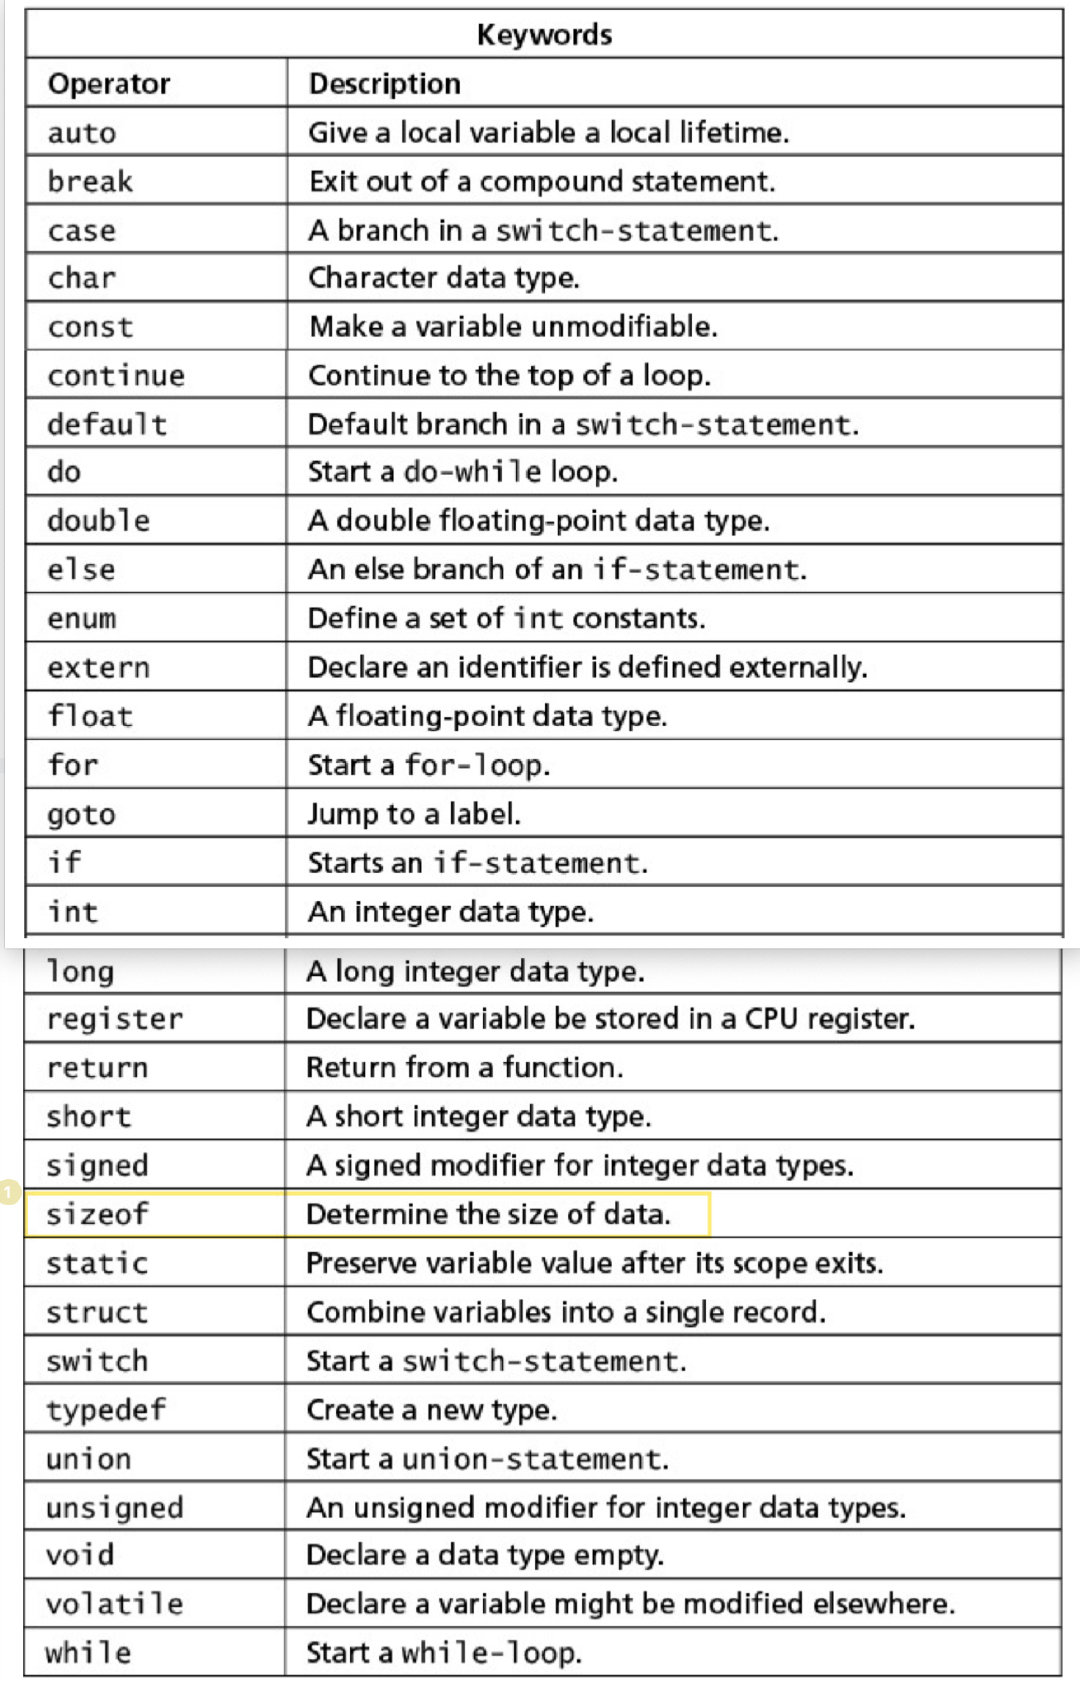 Keywords
Operator Description
auto Give a local variable a local lifetime.
break Exit out of a compound statement.
case A branch in a switch-statement.
char Character data type.
const Make a variable unmodifiable.
continue Continue to the top of a loop.
default Default branch in a switch-statement.
do Start a do-while loop.
double A double floating-point data type.
else An else branch of an if-statement.
enum Define a set of int constants.
extern Declare an identifier is defined externally.
float A floating-point data type.
for Start a for-loop.
goto Jump to a label.
if Starts an if-statement.
int An integer data type.
long A long integer data type.
register Declare a variable be stored in a CPU register.
return Return from a function.
short A short integer data type.
signed A signed modifier for integer data types.
1
sizeof Determine the size of data.
static Preserve variable value after its scope exits.
struct Combine variables into a single record.
switch Start a switch-statement.
typedef Create a new type.
union Start a union-statement.
unsigned An unsigned modifier for integer data types.
void Declare a data type empty.
volatile Declare a variable might be modified elsewhere.
while Start a while-loop.